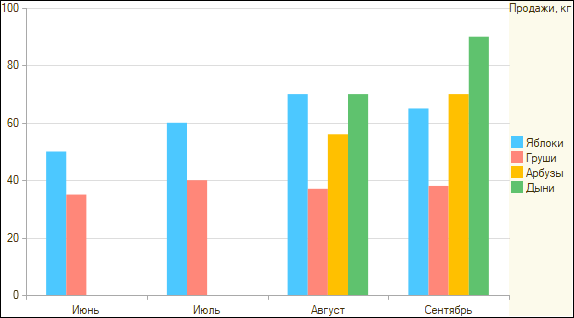 Продажи, кг
100
80
60
40
20
0
Июнь
Июль
Август
Сентябрь
Яблоки
Груши
Арбузы
Дыни